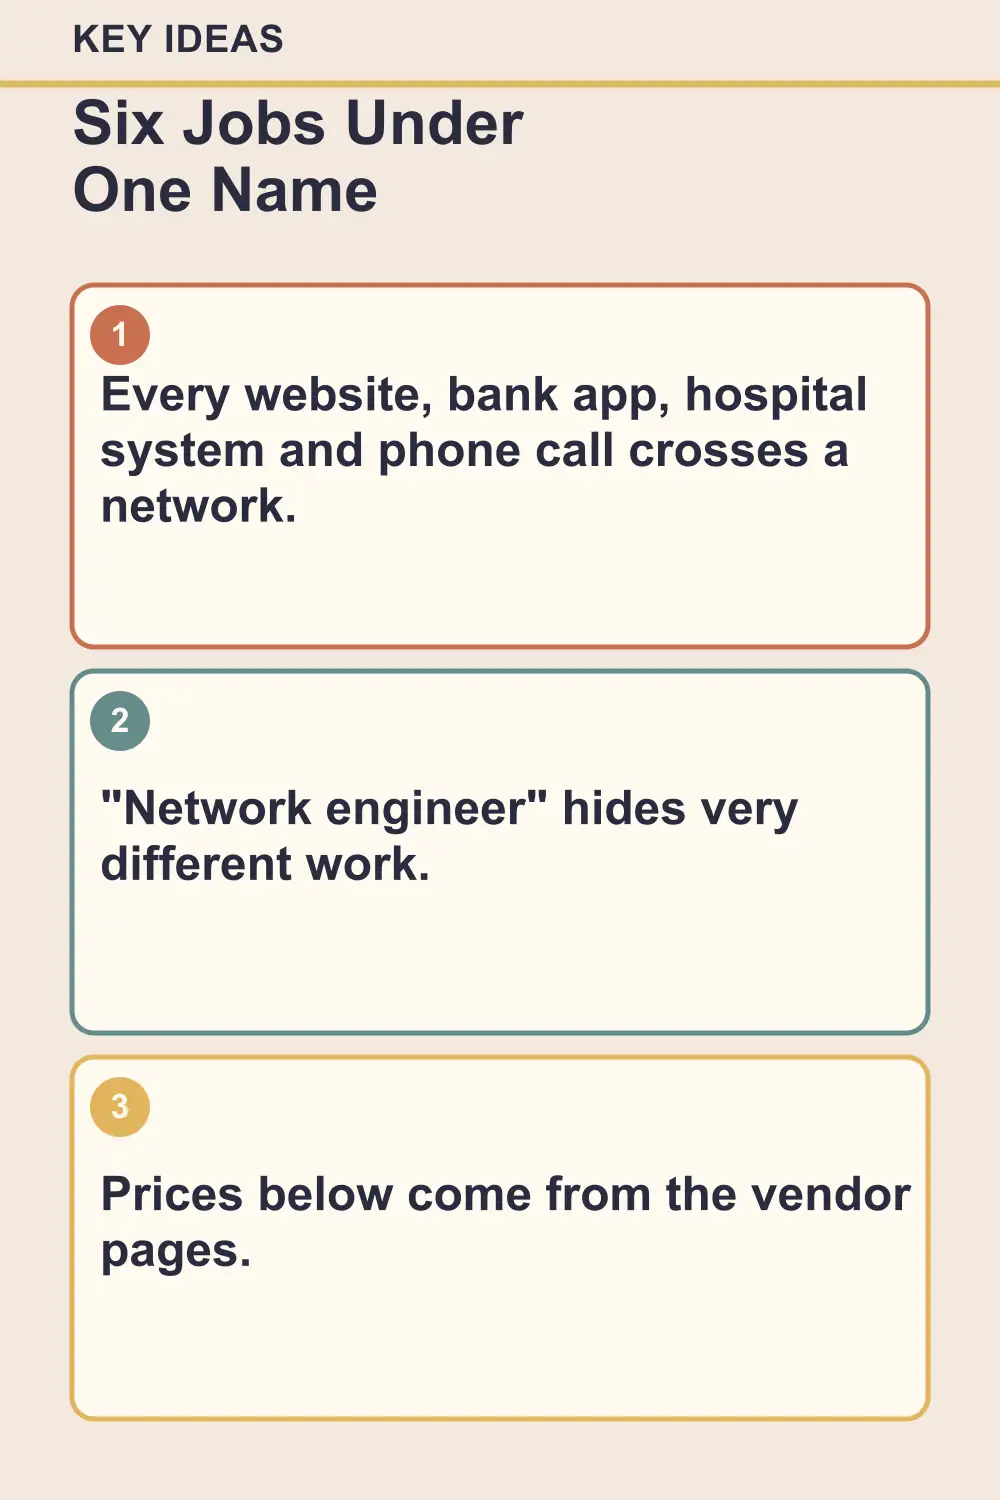 KEY IDEAS
Six Jobs Under
One Name
1
Every website, bank app, hospital
system and phone call crosses a
network.
2
"Network engineer" hides very
different work.
3
Prices below come from the vendor
pages.